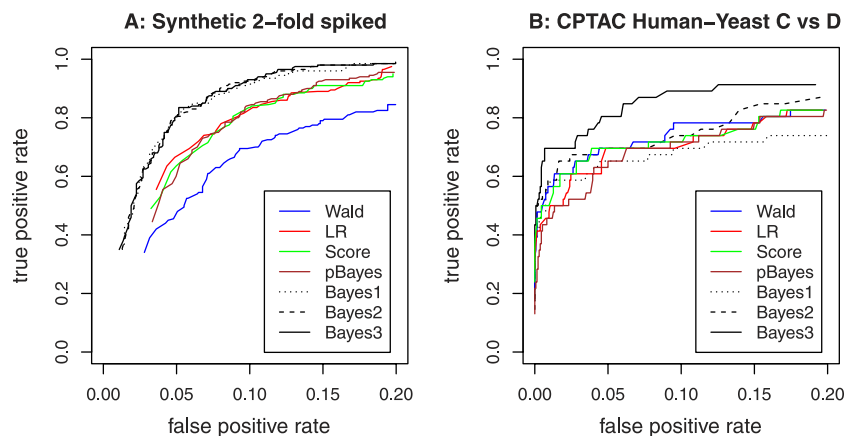 A: Synthetic 2−fold spiked
true positive rate
0.0 0.2 0.4 0.6 0.8 1.0
Wald
LR
Score
pBayes
Bayes1
Bayes2
Bayes3
0.00 0.05 0.10 0.15 0.20
false positive rate
B: CPTAC Human−Yeast C vs D
true positive rate
0.0 0.2 0.4 0.6 0.8 1.0
Wald
LR
Score
pBayes
Bayes1
Bayes2
Bayes3
0.00 0.05 0.10 0.15 0.20
false positive rate